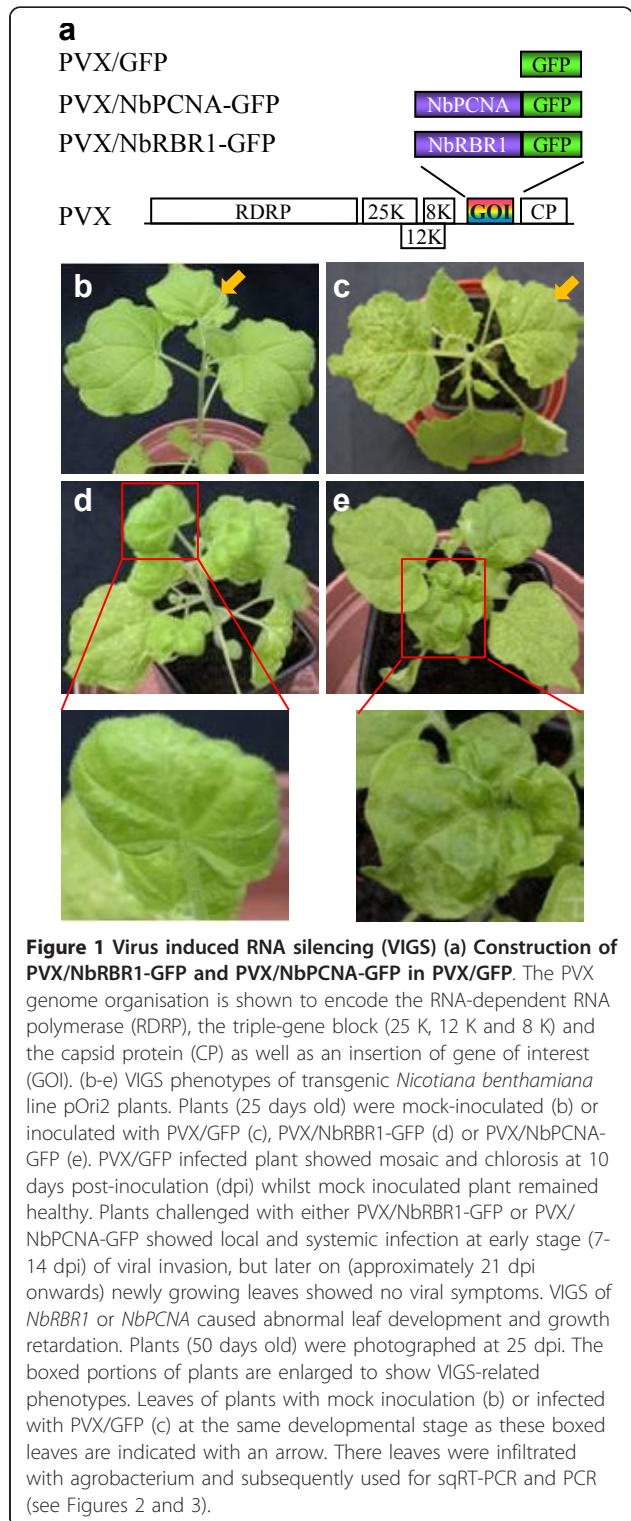 a
PVX/GFP
GFP
PVX/NbPCNA-GFP
NbPCNA GFP
PVX/NbRBR1-GFP
NbRBR1 GFP
PVX
RDRP 25K 8K GOI CP
12K
b
c
d
e
Figure 1 Virus induced RNA silencing (VIGS) (a) Construction of
PVX/NbRBR1-GFP and PVX/NbPCNA-GFP in PVX/GFP. The PVX
genome organisation is shown to encode the RNA-dependent RNA
polymerase (RDRP), the triple-gene block (25 K, 12 K and 8 K) and
the capsid protein (CP) as well as an insertion of gene of interest
(GOI). (b-e) VIGS phenotypes of transgenic Nicotiana benthamiana
line pOri2 plants. Plants (25 days old) were mock-inoculated (b) or
inoculated with PVX/GFP (c), PVX/NbRBR1-GFP (d) or PVX/NbPCNA-
GFP (e). PVX/GFP infected plant showed mosaic and chlorosis at 10
days post-inoculation (dpi) whilst mock inoculated plant remained
healthy. Plants challenged with either PVX/NbRBR1-GFP or PVX/
NbPCNA-GFP showed local and systemic infection at early stage (7-
14 dpi) of viral invasion, but later on (approximately 21 dpi
onwards) newly growing leaves showed no viral symptoms. VIGS of
NbRBR1 or NbPCNA caused abnormal leaf development and growth
retardation. Plants (50 days old) were photographed at 25 dpi. The
boxed portions of plants are enlarged to show VIGS-related
phenotypes. Leaves of plants with mock inoculation (b) or infected
with PVX/GFP (c) at the same developmental stage as these boxed
leaves are indicated with an arrow. There leaves were infiltrated
with agrobacterium and subsequently used for sqRT-PCR and PCR
(see Figures 2 and 3).